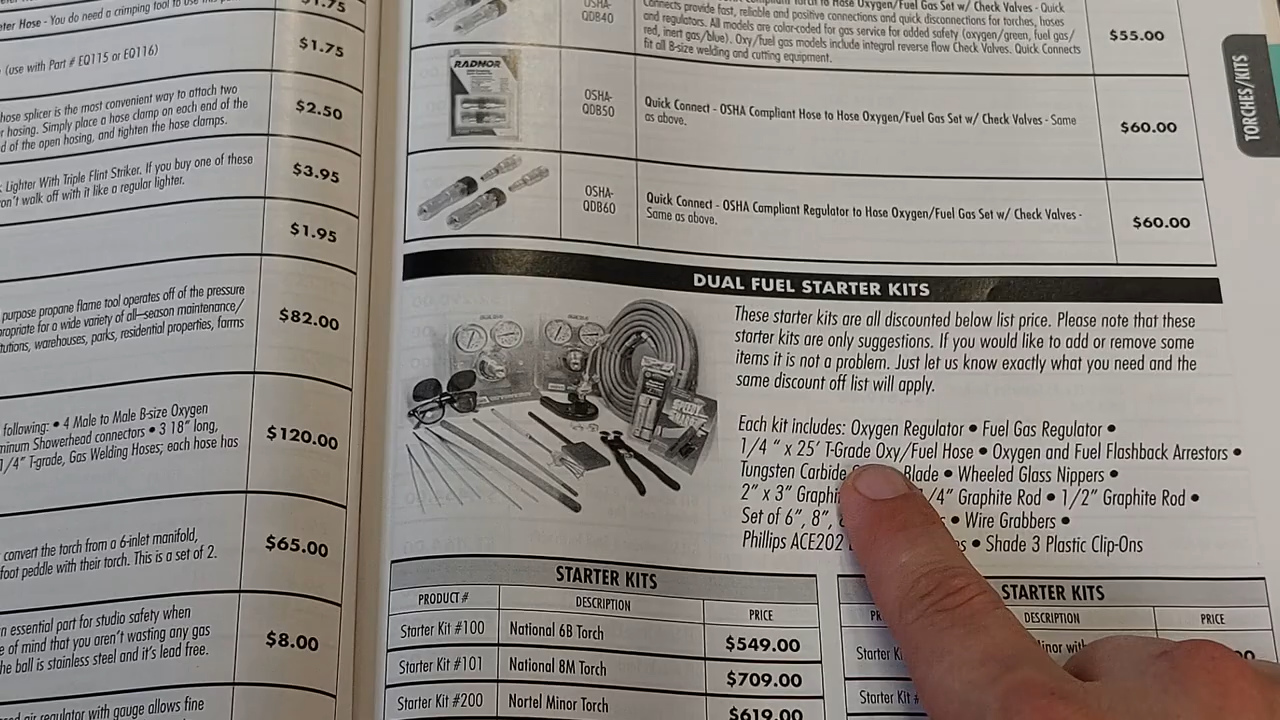 ter Hose - You do need a crimping tool to use this pa
$1.75
$1.75
(use with Part # EQ115 or EQ116)
hose splicer is the most convenient way to attach two
hosing. Simply place a hose clamp on each end of the
d of the open hosing, and tighten the hose clamps.
$2.50
Lighter With Triple Flint Striker. If you buy one of these
on't walk off with it like a regular lighter.
$3.95
$1.95
purpose propane flame tool operates off of the pressure
ropriate for a wide variety of all—season maintenance/
tutions, warehouses, parks, residential properties, farms
$82.00
following: • 4 Male to Male B-size Oxygen
minum Showerhead connectors • 3 18" long,
1/4" T-grade, Gas Welding Hoses; each hose has
$120.00
convert the torch from a 6-inlet manifold,
foot peddle with their torch. This is a set of 2.
$65.00
n essential part for studio safety when
e of mind that you aren't wasting any gas
he ball is stainless steel and it's lead free.
$8.00
air regulator with gauge allows fine
OSHA-
QDB40
Torch to Hose Oxygen/Fuel Gas Set w/ Check Valves - Quick
Connects provide fast, reliable and positive connections and quick disconnections for torches, hoses
and regulators. All models are color-coded for gas service for added safety (oxygen/green, fuel gas/
red, inert gas/blue). Oxy/fuel gas models include integral reverse flow Check Valves. Quick Connects
fit all B-size welding and cutting equipment.
$55.00
RADNOR
OSHA-
QDB50
Quick Connect - OSHA Compliant Hose to Hose Oxygen/Fuel Gas Set w/ Check Valves - Same
as above.
$60.00
OSHA-
QDB60
Quick Connect - OSHA Compliant Regulator to Hose Oxygen/Fuel Gas Set w/ Check Valves -
Same as above.
$60.00
TORCHES/KITS
DUAL FUEL STARTER KITS
These starter kits are all discounted below list price. Please note that these
starter kits are only suggestions. If you would like to add or remove some
items it is not a problem. Just let us know exactly what you need and the
same discount off list will apply.
Each kit includes: Oxygen Regulator • Fuel Gas Regulator •
1/4 " x 25' T-Grade Oxy/Fuel Hose • Oxygen and Fuel Flashback Arrestors •
Tungsten Carbide Blade • Wheeled Glass Nippers •
2" x 3" Graphi /4" Graphite Rod • 1/2" Graphite Rod •
Set of 6", 8", • Wire Grabbers •
Phillips ACE202 s • Shade 3 Plastic Clip-Ons
STARTER KITS
PRODUCT # DESCRIPTION PRICE
Starter Kit #100 National 6B Torch $549.00
Starter Kit #101 National 8M Torch $709.00
Starter Kit #200 Nortel Minor Torch $619.00
STARTER KITS
PR DESCRIPTION PRICE
Starter Ki inor with
Starter Kit #